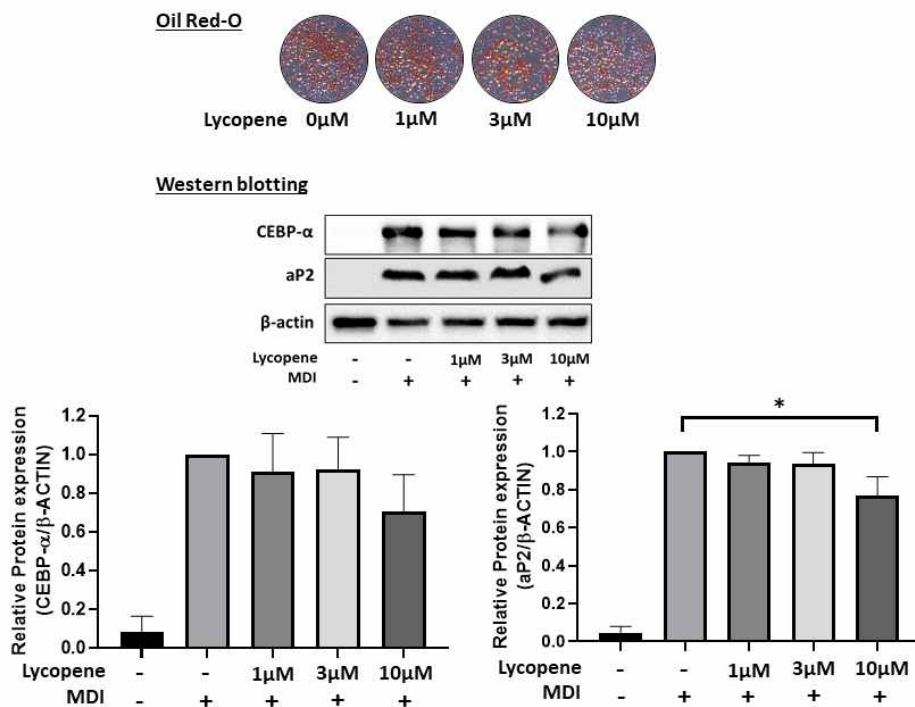 Oil Red-O
Lycopene 0μM 1μM 3μM 10μM
Western blotting
CEBP-α
aP2
β-actin
Lycopene - - 1μM 3μM 10μM
MDI - + + + +
Relative Protein expression
(CEBP-α/β-ACTIN)
1.2
1.0
0.8
0.6
0.4
0.2
0.0
Lycopene - - 1μM 3μM 10μM
MDI - + + + +
Relative Protein expression
(aP2/β-ACTIN)
1.2
1.0
0.8
0.6
0.4
0.2
0.0
*
Lycopene - - 1μM 3μM 10μM
MDI - + + + +